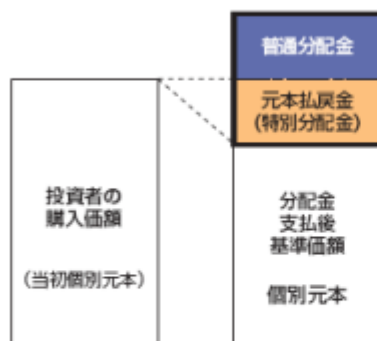 普通分配金
元本払戻金
(特別分配金)
投資者の
購入価額
(当初個別元本)
分配金
支払後
基準価額
個別元本